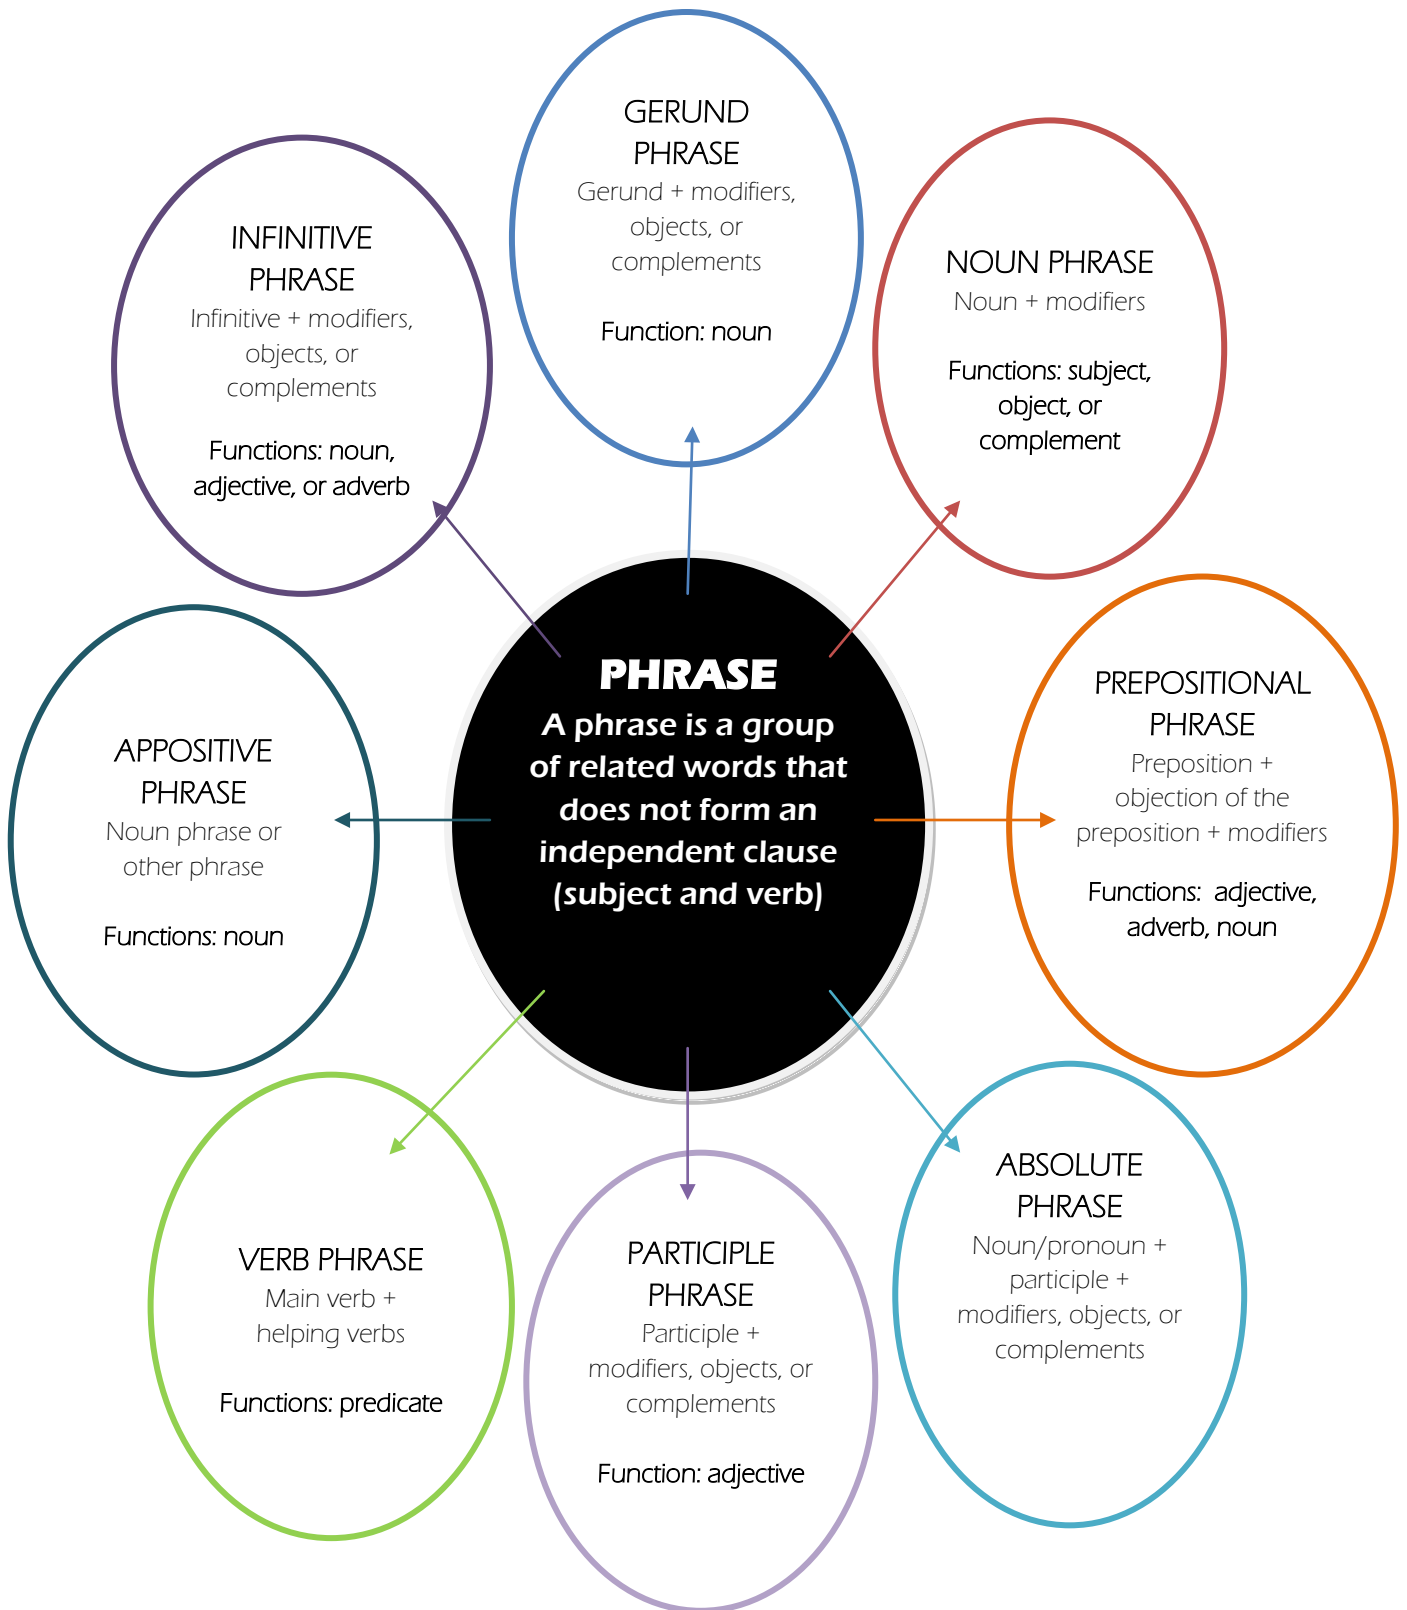 GERUND
PHRASE
Gerund + modifiers,
objects, or
complements
Function: noun
NOUN PHRASE
Noun + modifiers
Functions: subject,
object, or
complement
INFINITIVE
PHRASE
Infinitive + modifiers,
objects, or
complements
Functions: noun,
adjective, or adverb
PHRASE
A phrase is a group
of related words that
does not form an
independent clause
(subject and verb)
PREPOSITIONAL
PHRASE
Preposition +
objection of the
preposition + modifiers
Functions:  adjective,
adverb, noun
APPOSITIVE
PHRASE
Noun phrase or
other phrase
Functions: noun
ABSOLUTE
PHRASE
Noun/pronoun +
participle +
modifiers, objects, or
complements
VERB PHRASE
Main verb +
helping verbs
Functions: predicate
PARTICIPLE
PHRASE
Participle +
modifiers, objects, or
complements
Function: adjective